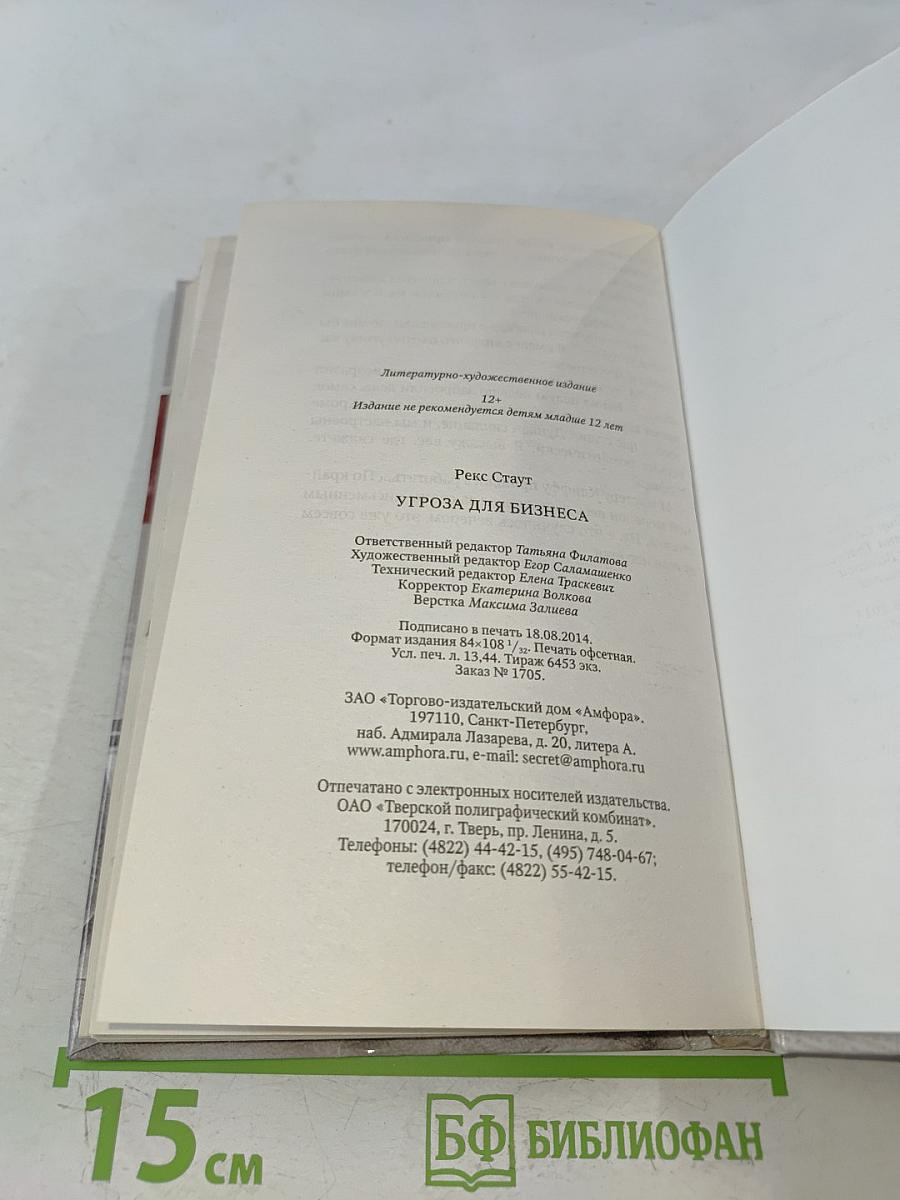 Литературно-художественное издание
12+
Издание не рекомендуется детям младше 12 лет
Рекс Стаут
УГРОЗА ДЛЯ БИЗНЕСА
Ответственный редактор Татьяна Филатова
Художественный редактор Егор Саламашенко
Технический редактор Елена Траскевич
Корректор Екатерина Волкова
Верстка Максима Залиева
Подписано в печать 18.08.2014.
Формат издания 84×108 1/32. Печать офсетная.
Усл. печ. л. 13,44. Тираж 6453 экз.
Заказ № 1705.
ЗАО «Торгово-издательский дом «Амфора».
197110, Санкт-Петербург,
наб. Адмирала Лазарева, д. 20, литера А.
www.amphora.ru, e-mail: secret@amphora.ru
Отпечатано с электронных носителей издательства.
ОАО «Тверской полиграфический комбинат».
170024, г. Тверь, пр. Ленина, д. 5.
Телефоны: (4822) 44-42-15, (495) 748-04-67;
телефон/факс: (4822) 55-42-15.
15 см
БФ БИБЛИОФАН